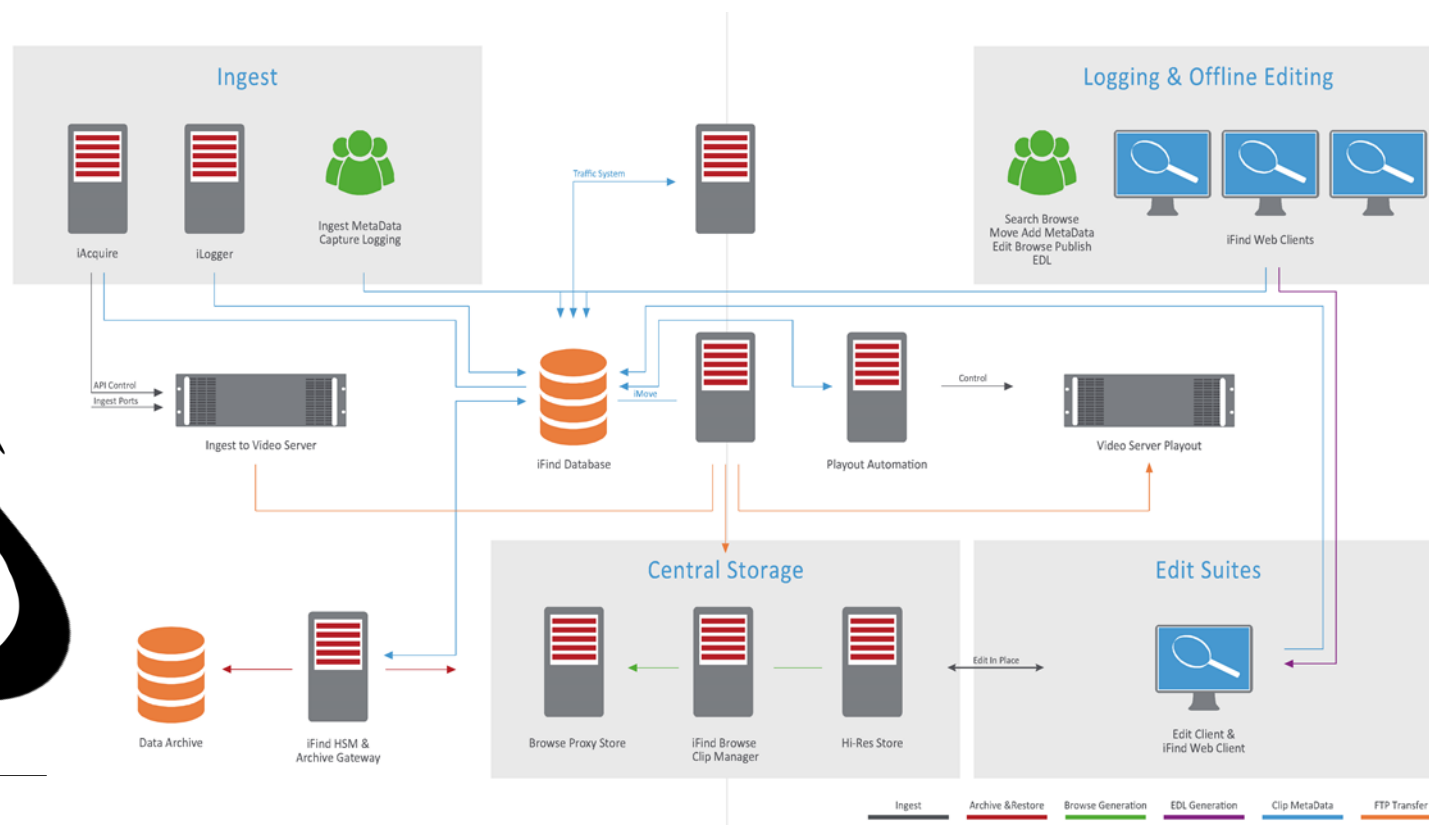 Ingest
Logging & Offline Editing
Traffic System
Ingest MetaData
Capture Logging
iAcquire
iLogger
Search Browse
Move Add MetaData
Edit Browse Publish
EDL
iFind Web Clients
API Control
Ingest Ports
Ingest to Video Server
iFind Database
iMove
Playout Automation
Control
Video Server Playout
Central Storage
Edit Suites
Edit In Place
Data Archive
iFind HSM &
Archive Gateway
Browse Proxy Store
iFind Browse
Clip Manager
Hi-Res Store
Edit Client &
iFind Web Client
Ingest
Archive &Restore
Browse Generation
EDL Generation
Clip MetaData
FTP Transfer